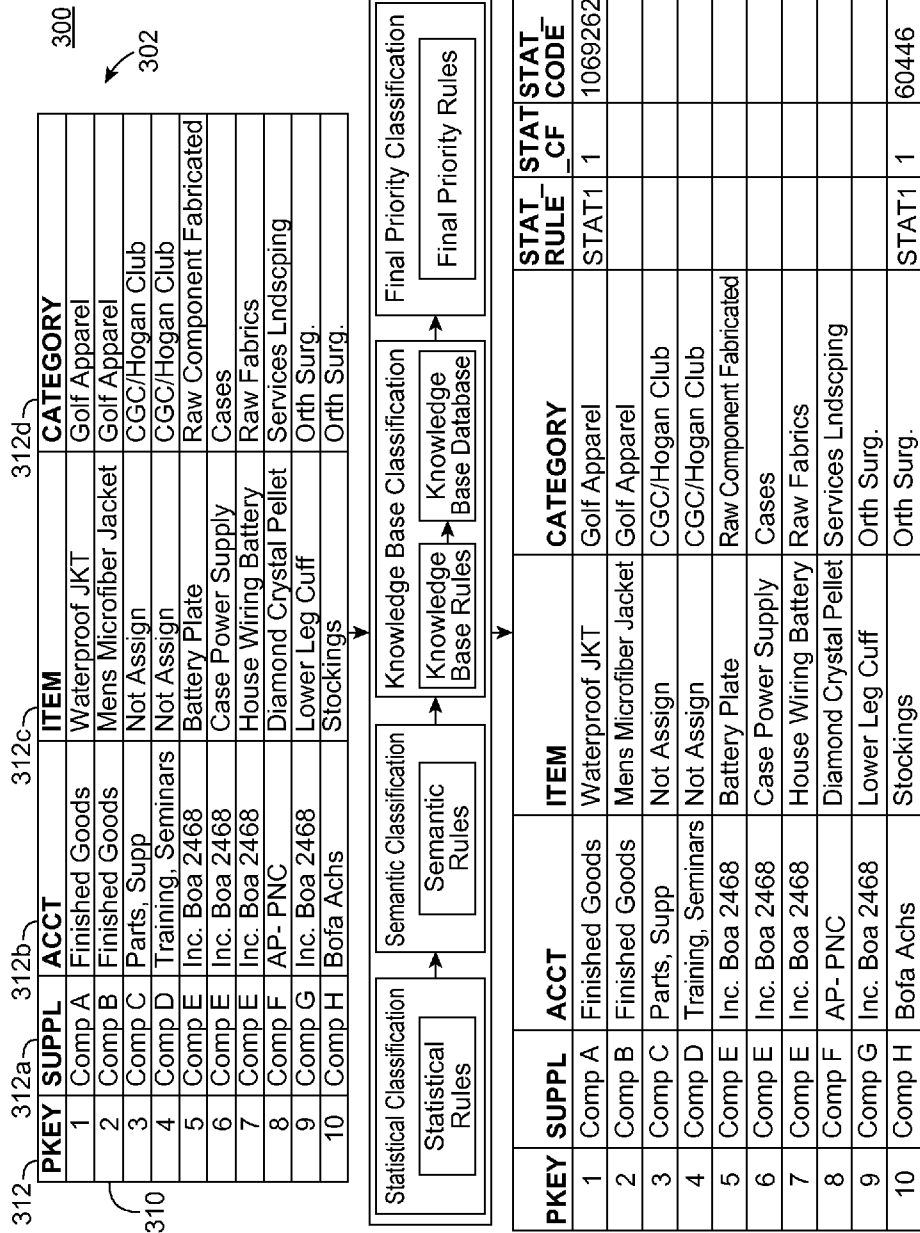 300
302
312 312a 312b 312c 312d
PKEY SUPPL ACCT ITEM CATEGORY
1 Comp A Finished Goods Waterproof JKT Golf Apparel
2 Comp B Finished Goods Mens Microfiber Jacket Golf Apparel
3 Comp C Parts, Supp Not Assign CGC/Hogan Club
4 Comp D Training, Seminars Not Assign CGC/Hogan Club
5 Comp E Inc. Boa 2468 Battery Plate Raw Component Fabricated
6 Comp E Inc. Boa 2468 Case Power Supply Cases
7 Comp E Inc. Boa 2468 House Wiring Battery Raw Fabrics
8 Comp F AP- PNC Diamond Crystal Pellet Services Lndscping
9 Comp G Inc. Boa 2468 Lower Leg Cuff Orth Surg.
10 Comp H Bofa Achs Stockings Orth Surg.
310
Statistical Classification
Statistical
Rules
Semantic Classification
Semantic
Rules
Knowledge Base Classification
Knowledge
Base Rules
Knowledge
Base Database
Final Priority Classification
Final Priority Rules
PKEY SUPPL ACCT ITEM CATEGORY STAT_ RULE STAT _CF STAT_ CODE
1 Comp A Finished Goods Waterproof JKT Golf Apparel STAT1 1 1069262
2 Comp B Finished Goods Mens Microfiber Jacket Golf Apparel
3 Comp C Parts, Supp Not Assign CGC/Hogan Club
4 Comp D Training, Seminars Not Assign CGC/Hogan Club
5 Comp E Inc. Boa 2468 Battery Plate Raw Component Fabricated
6 Comp E Inc. Boa 2468 Case Power Supply Cases
7 Comp E Inc. Boa 2468 House Wiring Battery Raw Fabrics
8 Comp F AP- PNC Diamond Crystal Pellet Services Lndscping
9 Comp G Inc. Boa 2468 Lower Leg Cuff Orth Surg.
10 Comp H Bofa Achs Stockings Orth Surg. STAT1 1 60446